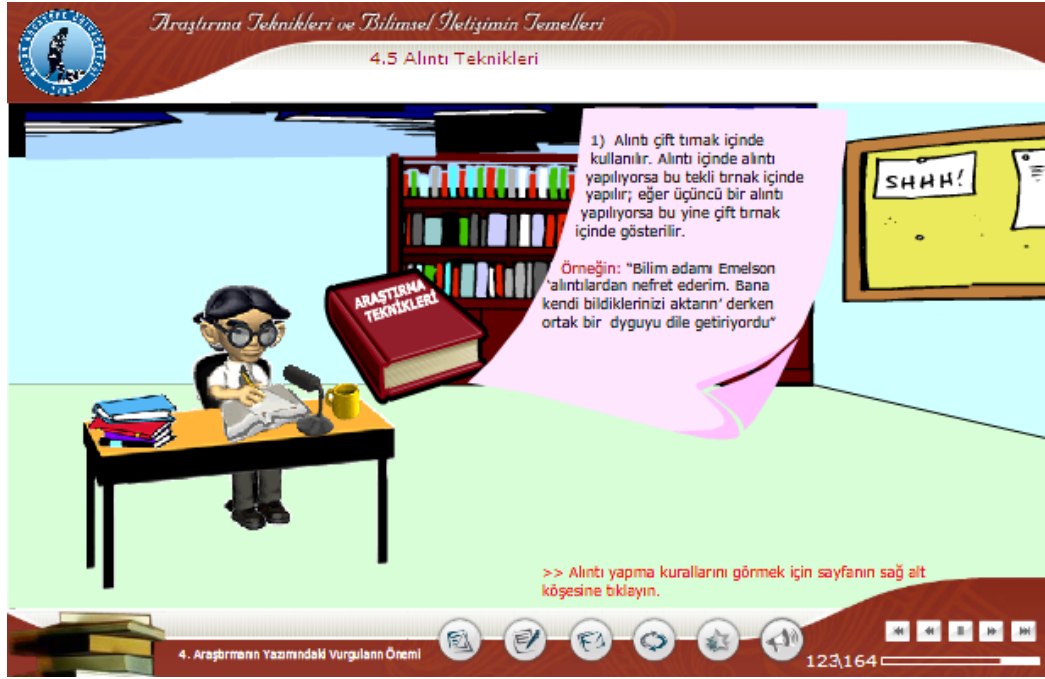 Araştırma Teknikleri ve Bilimsel İletişimin Temelleri
4.5 Alıntı Teknikleri
1) Alıntı çift tırnak içinde
kullanılır. Alıntı içinde alıntı
yapılıyorsa bu tekli tırnak içinde
yapılır; eğer üçüncü bir alıntı
yapılıyorsa bu yine çift tırnak
içinde gösterilir.
Örneğin: “Bilim adamı Emelson
‘alıntılardan nefret ederim. Bana
kendi bildiklerinizi aktarın’ derken
ortak bir dyguyu dile getiriyordu”
SHHH!
ARAŞTIRMA
TEKNİKLERİ
>> Alıntı yapma kurallarını görmek için sayfanın sağ alt
köşesine tıklayın.
4. Araştırmanın Yazımındaki Vurguların Önemi
123\164